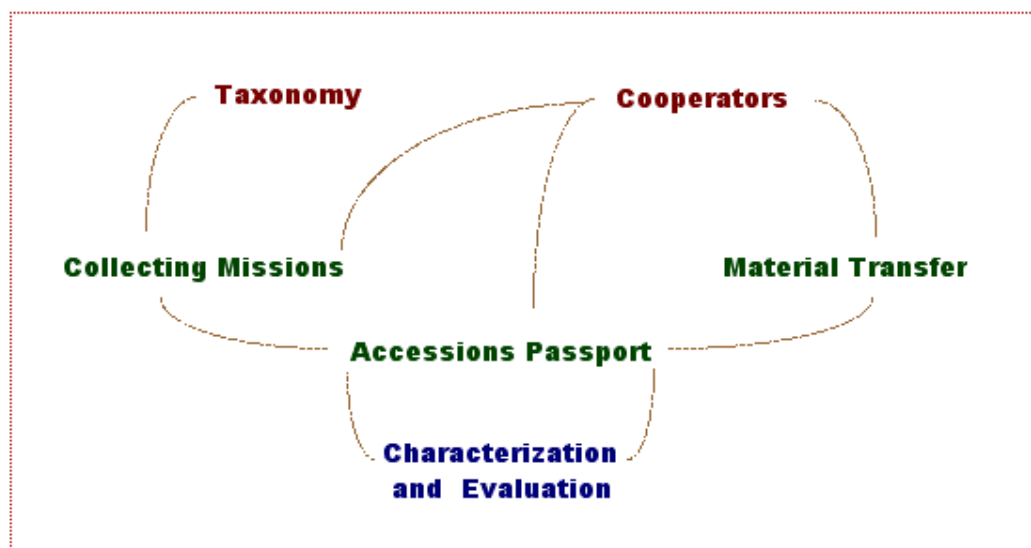 Taxonomy
Cooperators
Collecting Missions
Material Transfer
Accessions Passport
Characterization
and Evaluation